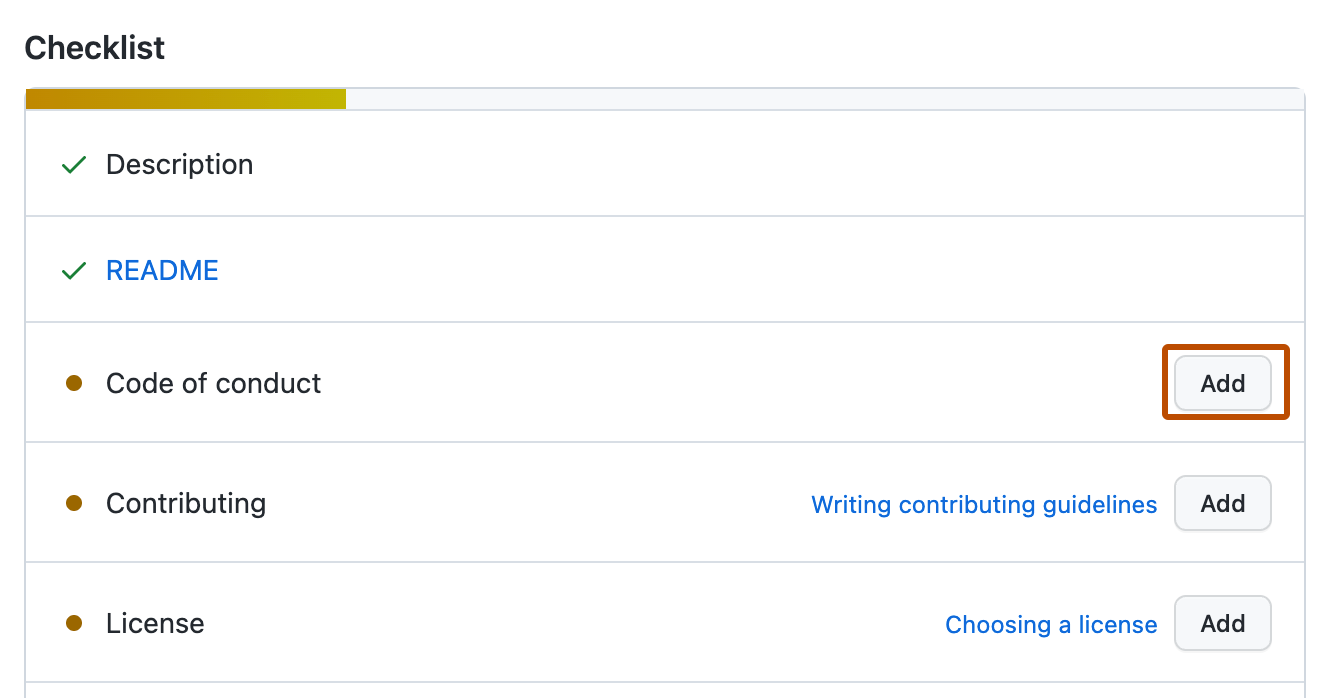 Checklist
Description
README
Code of conduct Add
Contributing Writing contributing guidelines Add
License Choosing a license Add